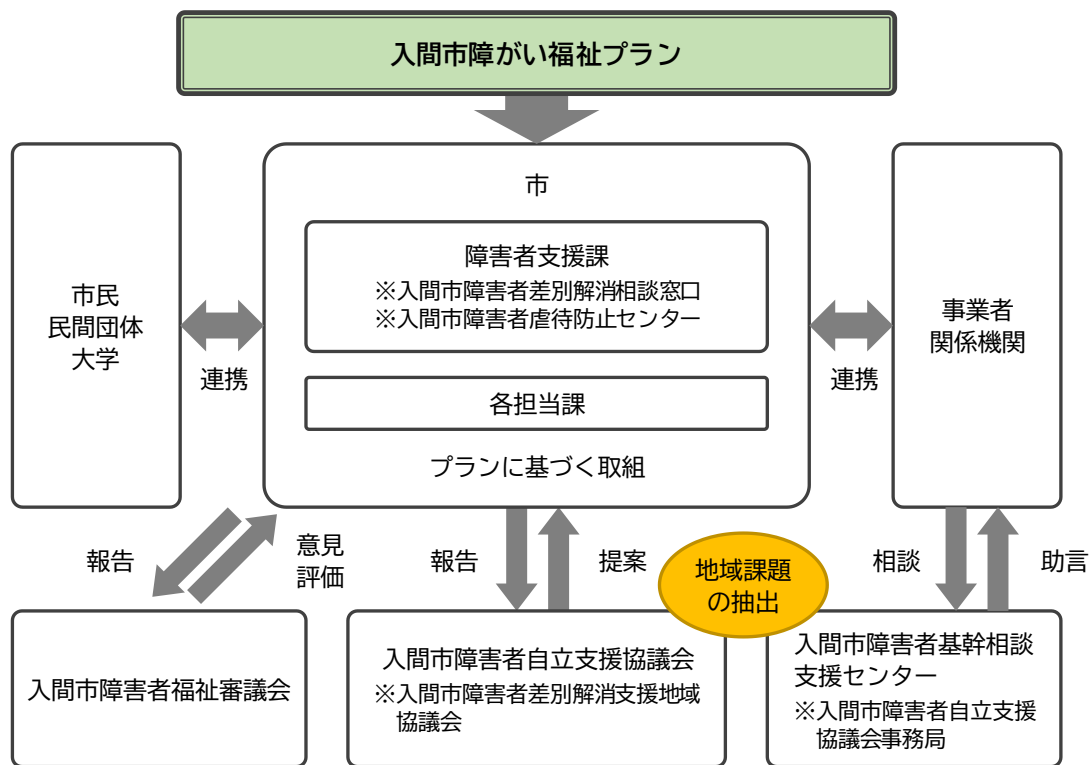 入間市障がい福祉プラン
市
障害者支援課
※入間市障害者差別解消相談窓口
※入間市障害者虐待防止センター
各担当課
プランに基づく取組
市民
民間団体
大学
連携
連携
事業者
関係機関
報告
意見
評価
報告
提案
地域課題
の抽出
相談
助言
入間市障害者福祉審議会
入間市障害者自立支援協議会
※入間市障害者差別解消支援地域
協議会
入間市障害者基幹相談
支援センター
※入間市障害者自立支援
協議会事務局